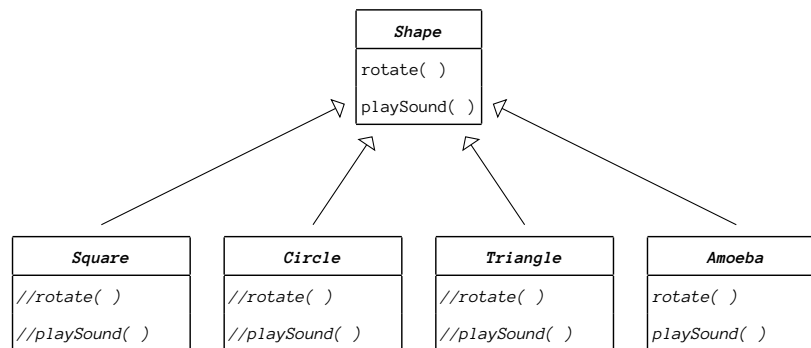 Shape
rotate( )
playSound( )
Square
//rotate( )
//playSound( )
Circle
//rotate( )
//playSound( )
Triangle
//rotate( )
//playSound( )
Amoeba
rotate( )
playSound( )